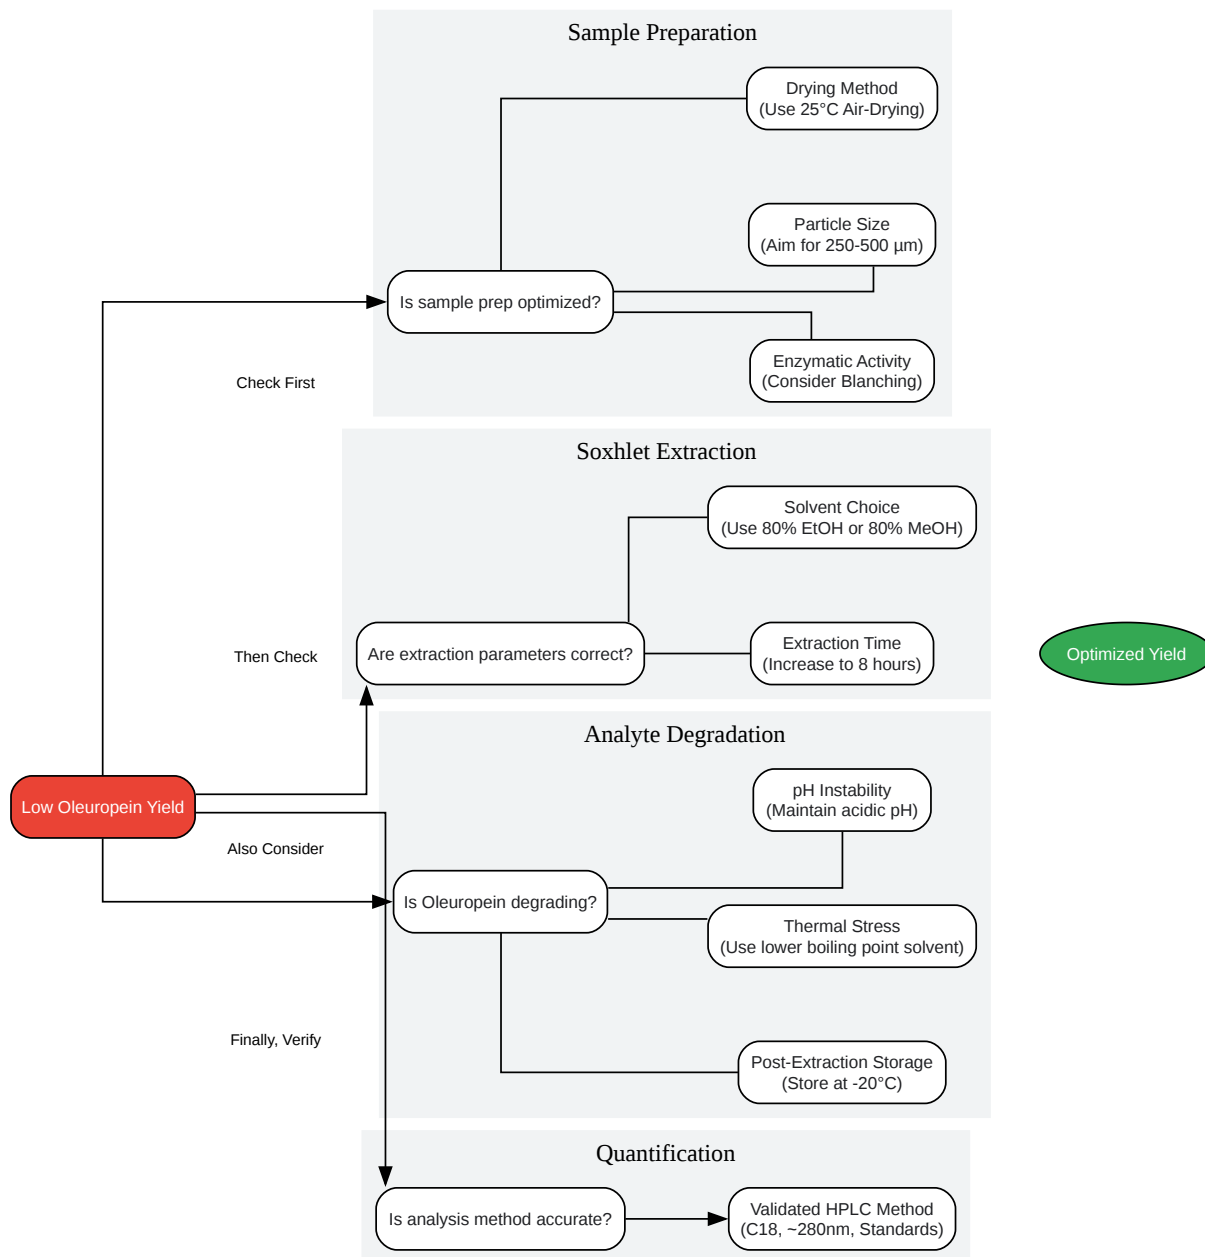 Sample Preparation
Drying Method
(Use 25°C Air-Drying)
Particle Size
(Aim for 250-500 µm)
Is sample prep optimized?
Enzymatic Activity
(Consider Blanching)
Check First
Soxhlet Extraction
Solvent Choice
(Use 80% EtOH or 80% MeOH)
Then Check
Are extraction parameters correct?
Extraction Time
(Increase to 8 hours)
Optimized Yield
Analyte Degradation
Low Oleuropein Yield
pH Instability
(Maintain acidic pH)
Also Consider
Is Oleuropein degrading?
Thermal Stress
(Use lower boiling point solvent)
Finally, Verify
Post-Extraction Storage
(Store at -20°C)
Quantification
Is analysis method accurate?
Validated HPLC Method
(C18, ~280nm, Standards)